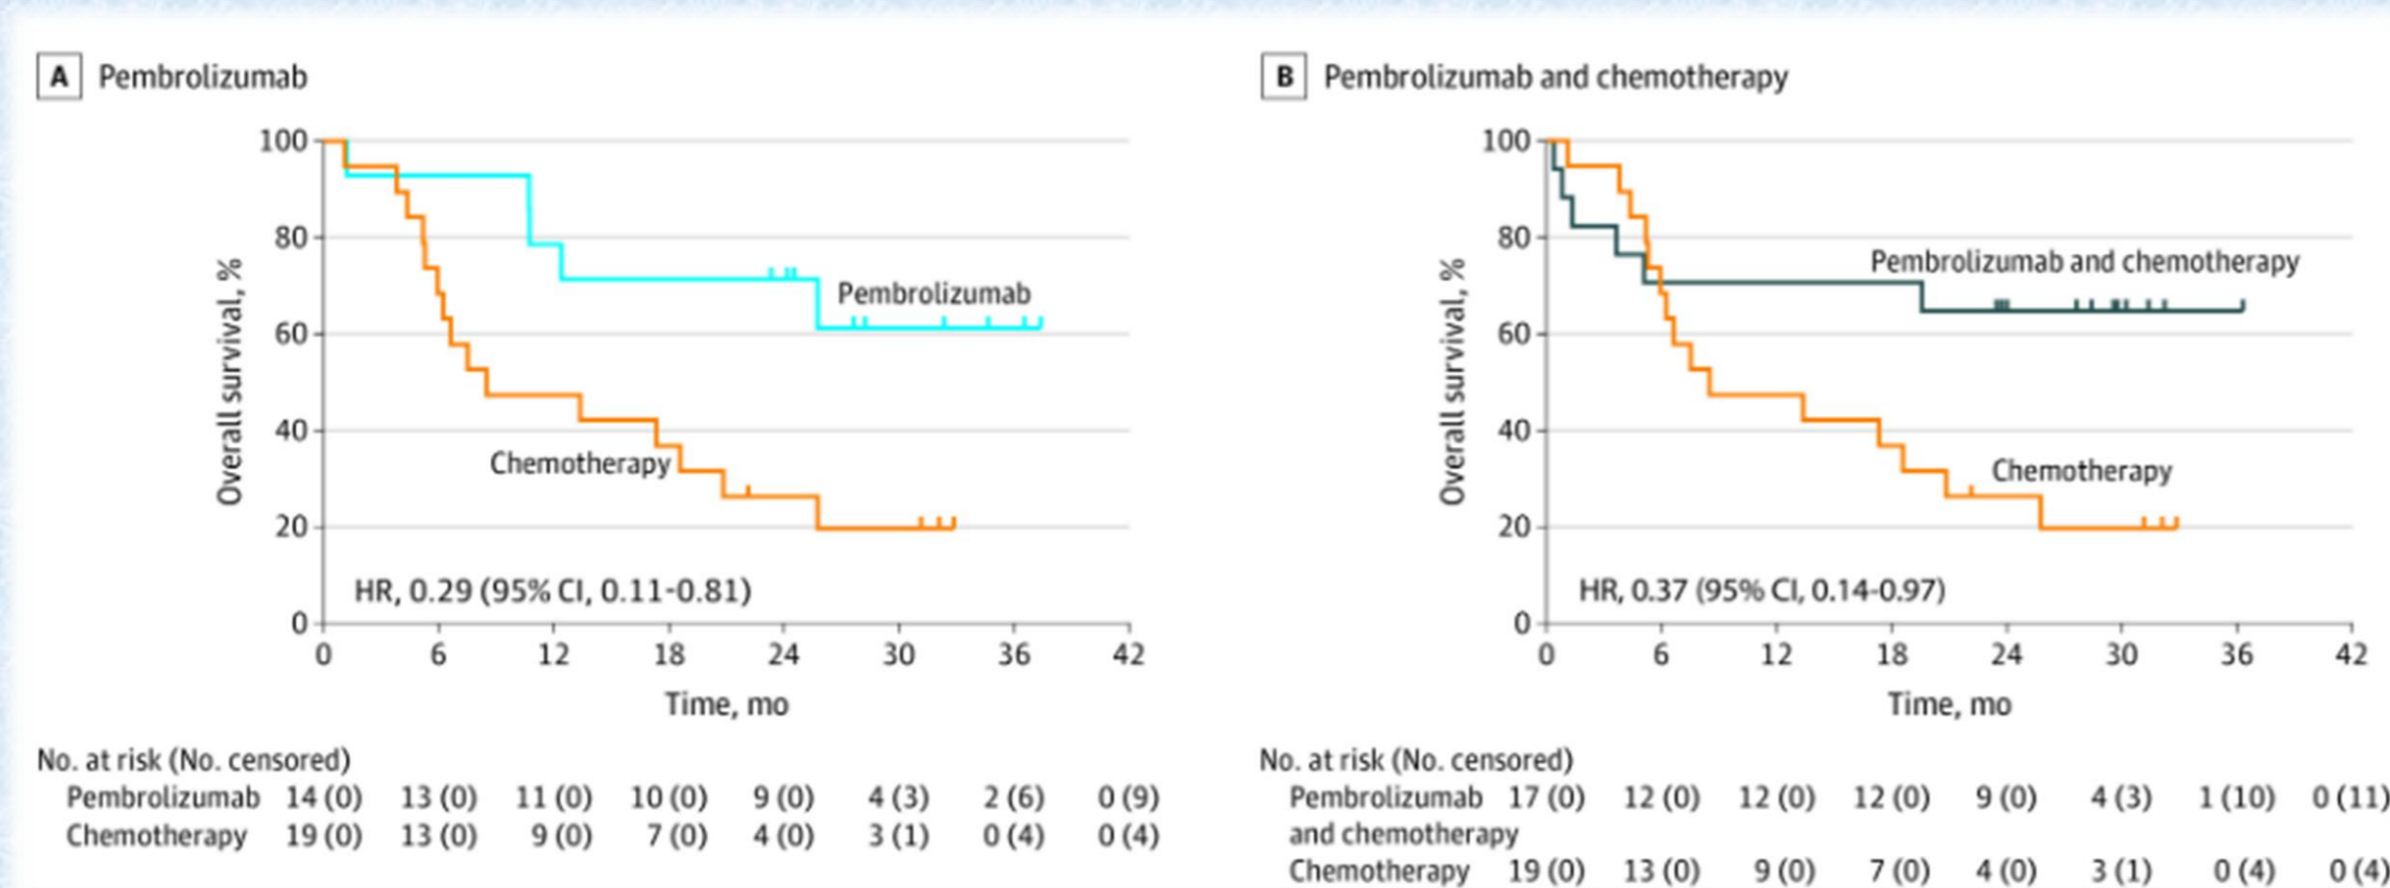 A Pembrolizumab
100
80
60
40
20
0
Overall survival, %
Pembrolizumab
Chemotherapy
HR, 0.29 (95% CI, 0.11-0.81)
0 6 12 18 24 30 36 42
Time, mo
No. at risk (No. censored)
Pembrolizumab 14 (0) 13 (0) 11 (0) 10 (0) 9 (0) 4 (3) 2 (6) 0 (9)
Chemotherapy 19 (0) 13 (0) 9 (0) 7 (0) 4 (0) 3 (1) 0 (4) 0 (4)
B Pembrolizumab and chemotherapy
100
80
60
40
20
0
Overall survival, %
Pembrolizumab and chemotherapy
Chemotherapy
HR, 0.37 (95% CI, 0.14-0.97)
0 6 12 18 24 30 36 42
Time, mo
No. at risk (No. censored)
Pembrolizumab 17 (0) 12 (0) 12 (0) 12 (0) 9 (0) 4 (3) 1 (10) 0 (11)
and chemotherapy
Chemotherapy 19 (0) 13 (0) 9 (0) 7 (0) 4 (0) 3 (1) 0 (4) 0 (4)